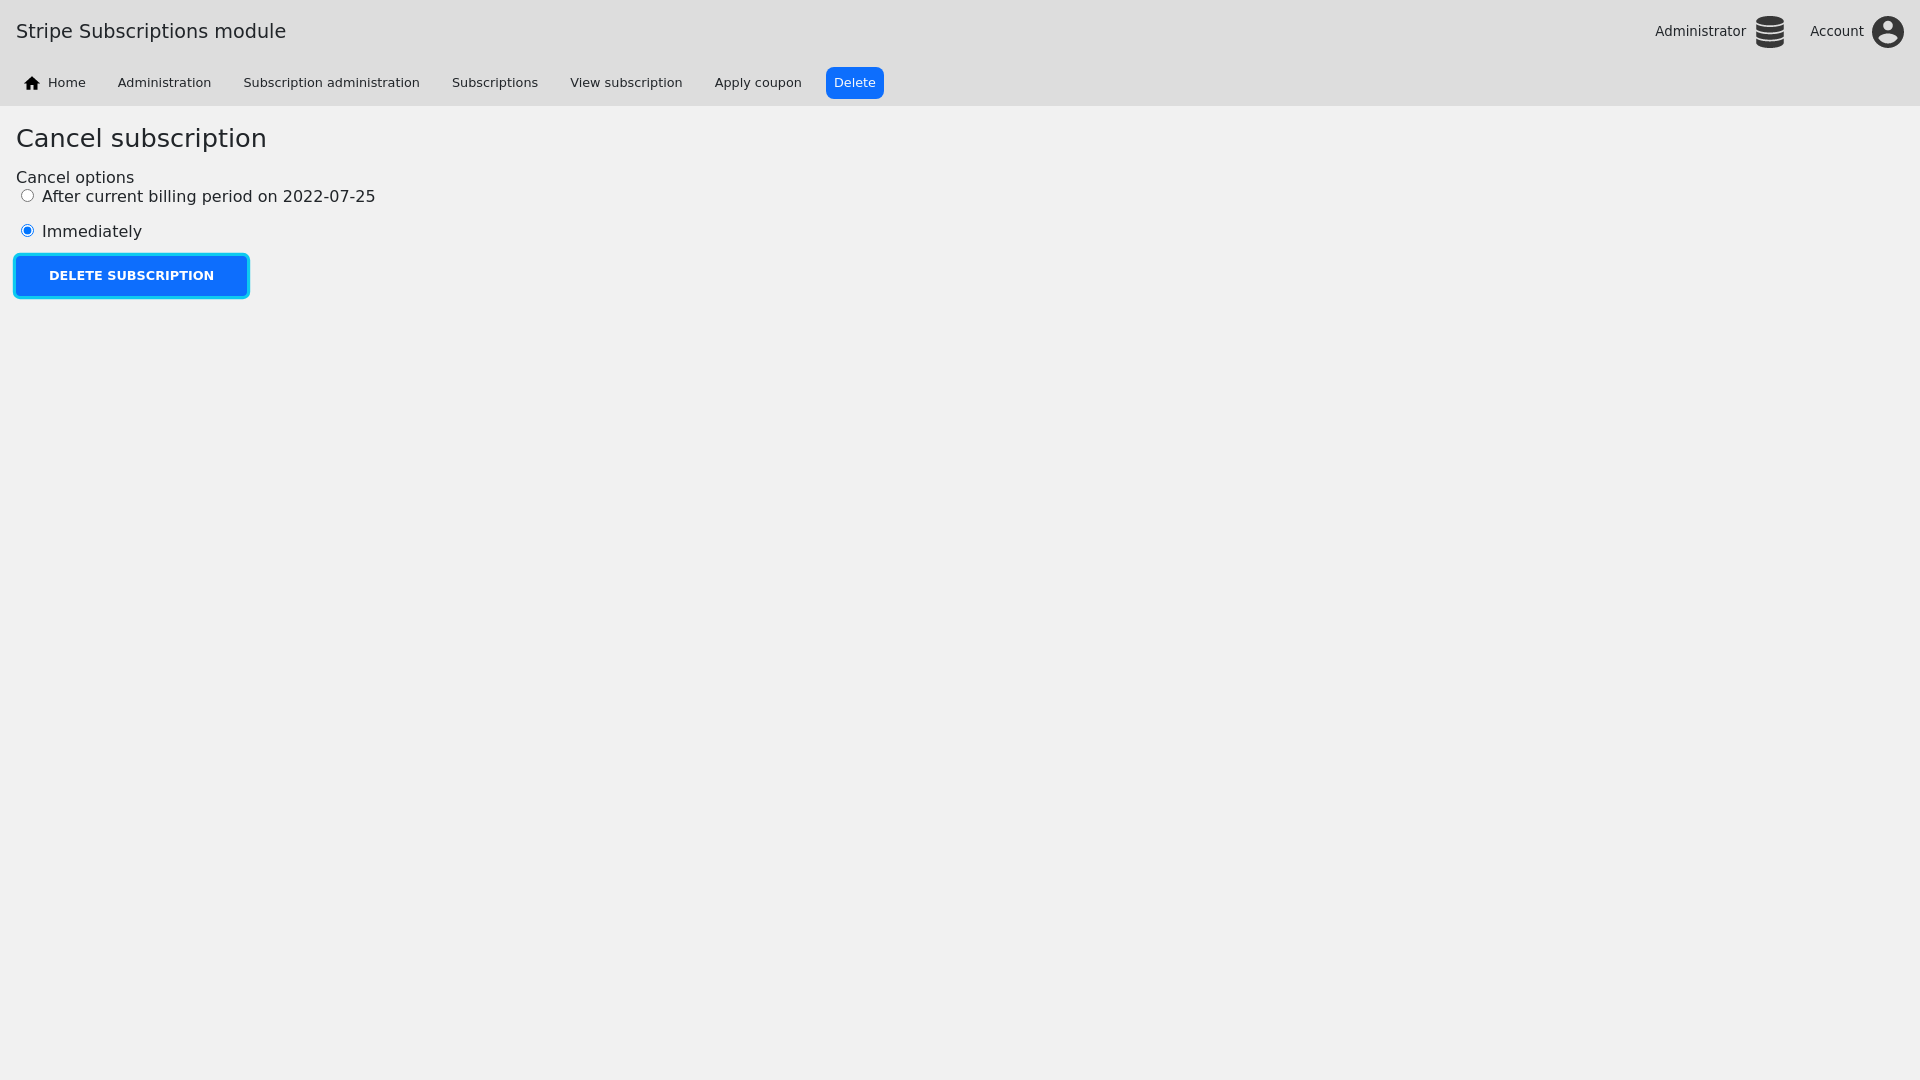 Stripe Subscriptions module
Administrator
Account
Home
Administration
Subscription administration
Subscriptions
View subscription
Apply coupon
Delete
Cancel subscription
Cancel options
After current billing period on 2022-07-25
Immediately
DELETE SUBSCRIPTION